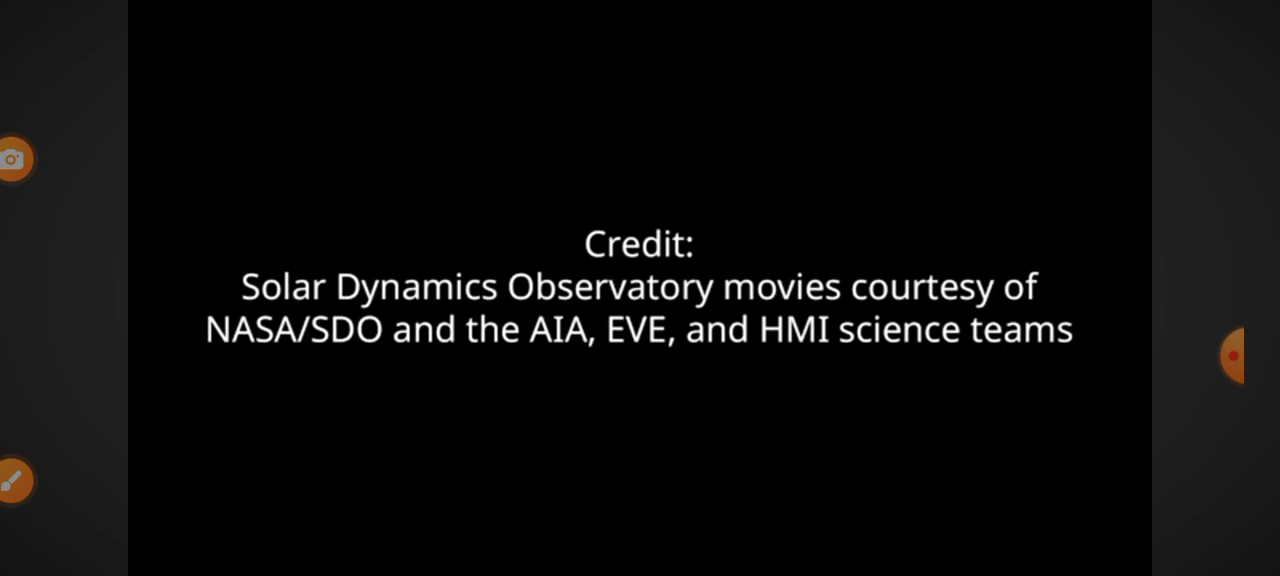 Credit:
Solar Dynamics Observatory movies courtesy of
NASA/SDO and the AIA, EVE, and HMI science teams